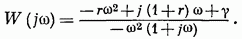 W (jω) = (−rω² + j (1 + r) ω + γ) / (−ω² (1 + jω)) .